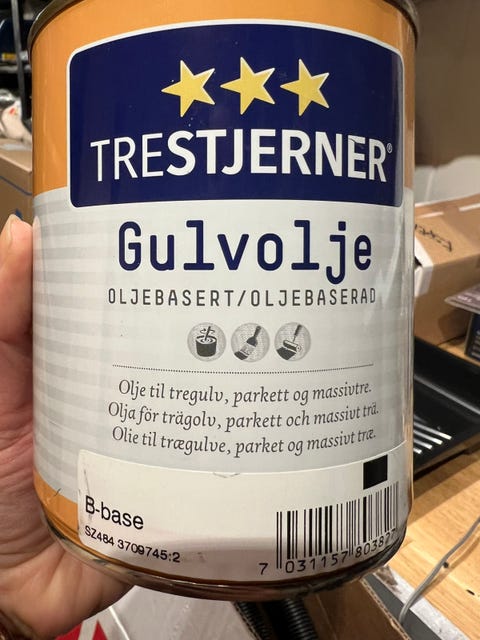 TRESTJERNER®
Gulvolje
OLJEBASERT/OLJEBASERAD
Olje til tregulv, parkett og massivtre.
Olja för trägolv, parkett och massivt trä.
Olie til trægulve, parket og massivt træ.
B-base
SZ484 3709745:2
7 031157 80382